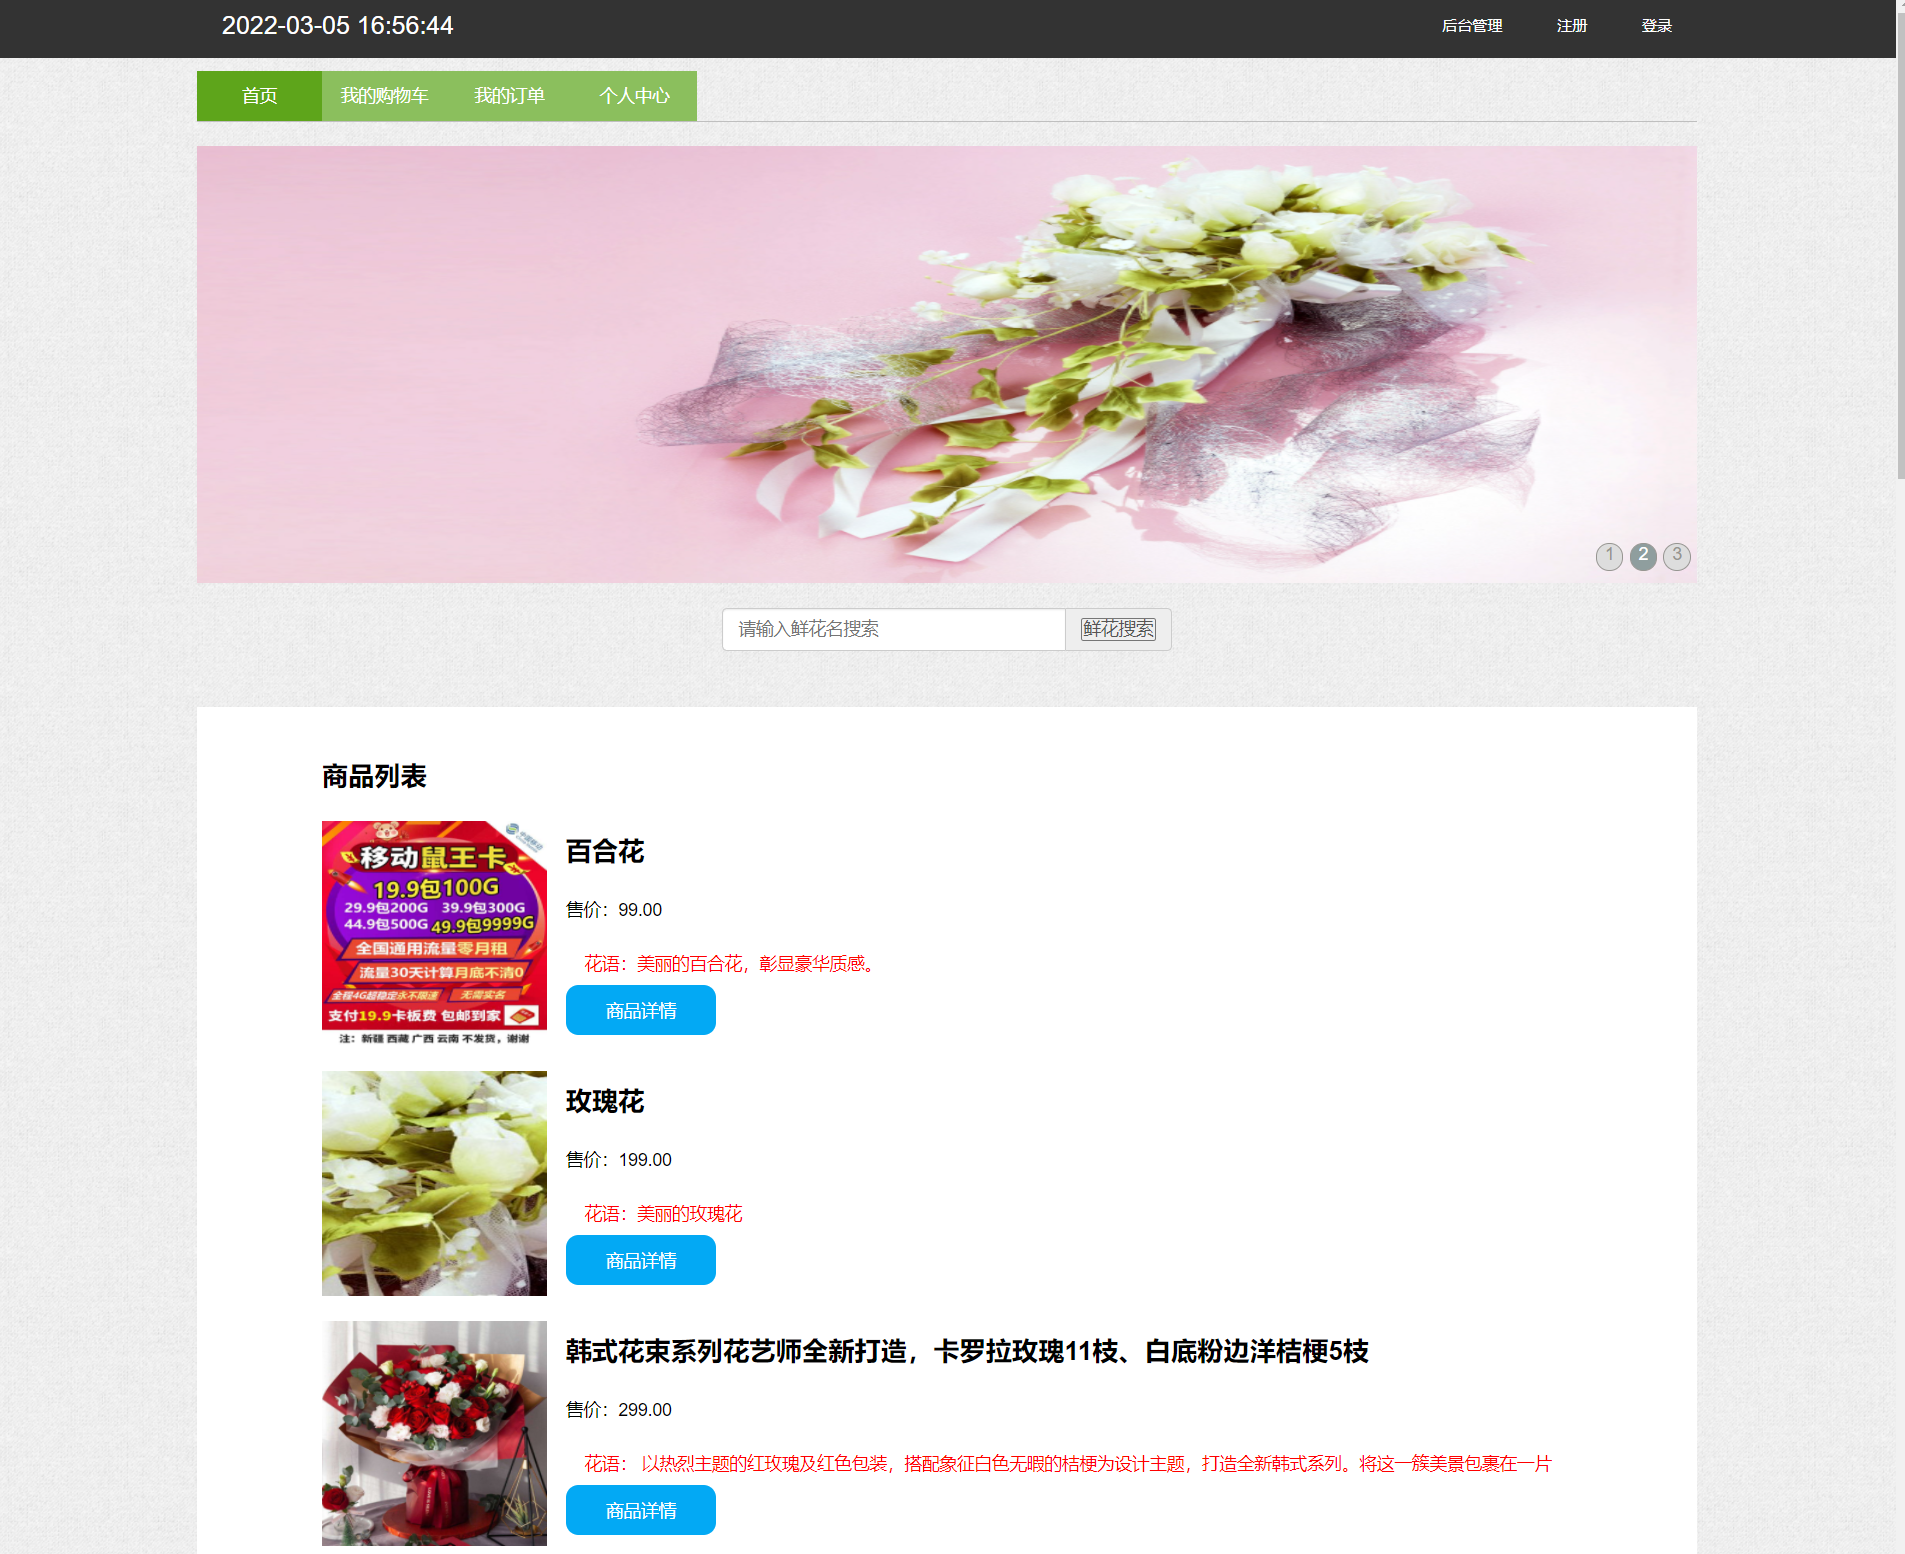 2022-03-05 16:56:44
后台管理 注册 登录
首页 我的购物车 我的订单 个人中心
1 2 3
请输入鲜花名搜索 鲜花搜索
商品列表
移动鼠王卡
19.9包100G
29.9包200G 39.9包300G
44.9包500G 49.9包9999G
全国通用流量零月租
流量30天计算月底不清0
全程4G超稳定永不限速 无需实名
支付19.9卡板费 包邮到家
注：新疆 西藏 广西 云南 不发货，谢谢
百合花
售价：99.00
花语：美丽的百合花，彰显豪华质感。
商品详情
玫瑰花
售价：199.00
花语：美丽的玫瑰花
商品详情
韩式花束系列花艺师全新打造，卡罗拉玫瑰11枝、白底粉边洋桔梗5枝
售价：299.00
花语： 以热烈主题的红玫瑰及红色包装，搭配象征白色无暇的桔梗为设计主题，打造全新韩式系列。将这一簇美景包裹在一片
商品详情